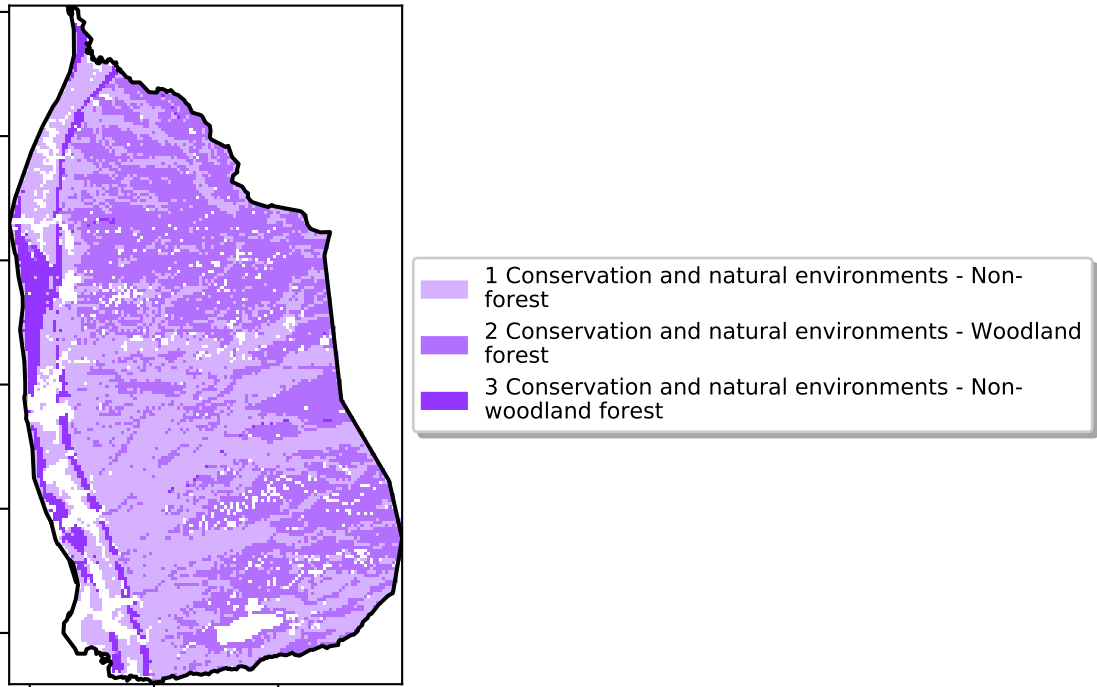 1 Conservation and natural environments - Non-
forest
2 Conservation and natural environments - Woodland
forest
3 Conservation and natural environments - Non-
woodland forest